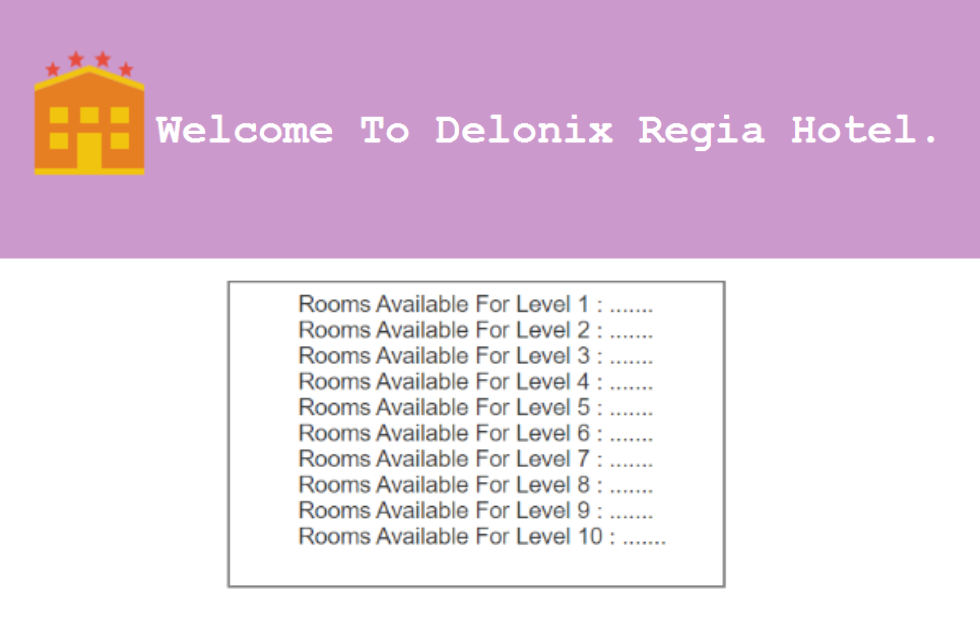 Welcome To Delonix Regia Hotel.
Rooms Available For Level 1 : .......
Rooms Available For Level 2 : .......
Rooms Available For Level 3 : .......
Rooms Available For Level 4 : .......
Rooms Available For Level 5 : .......
Rooms Available For Level 6 : .......
Rooms Available For Level 7 : .......
Rooms Available For Level 8 : .......
Rooms Available For Level 9 : .......
Rooms Available For Level 10 : .......